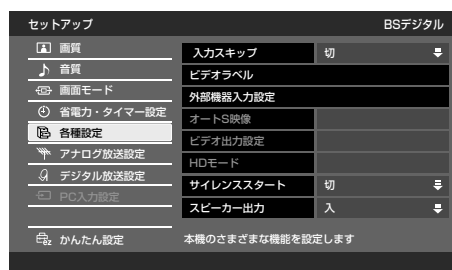 セットアップ BSデジタル
画質
音質
画面モード
省電力・タイマー設定
各種設定
アナログ放送設定
デジタル放送設定
PC入力設定
かんたん設定
入力スキップ 切
ビデオラベル
外部機器入力設定
オートS映像
ビデオ出力設定
HDモード
サイレンススタート 切
スピーカー出力 入
本機のさまざまな機能を設定します